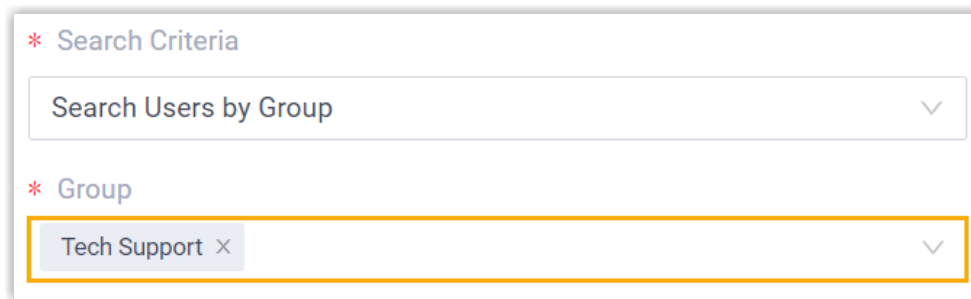 * Search Criteria
Search Users by Group
* Group
Tech Support ×